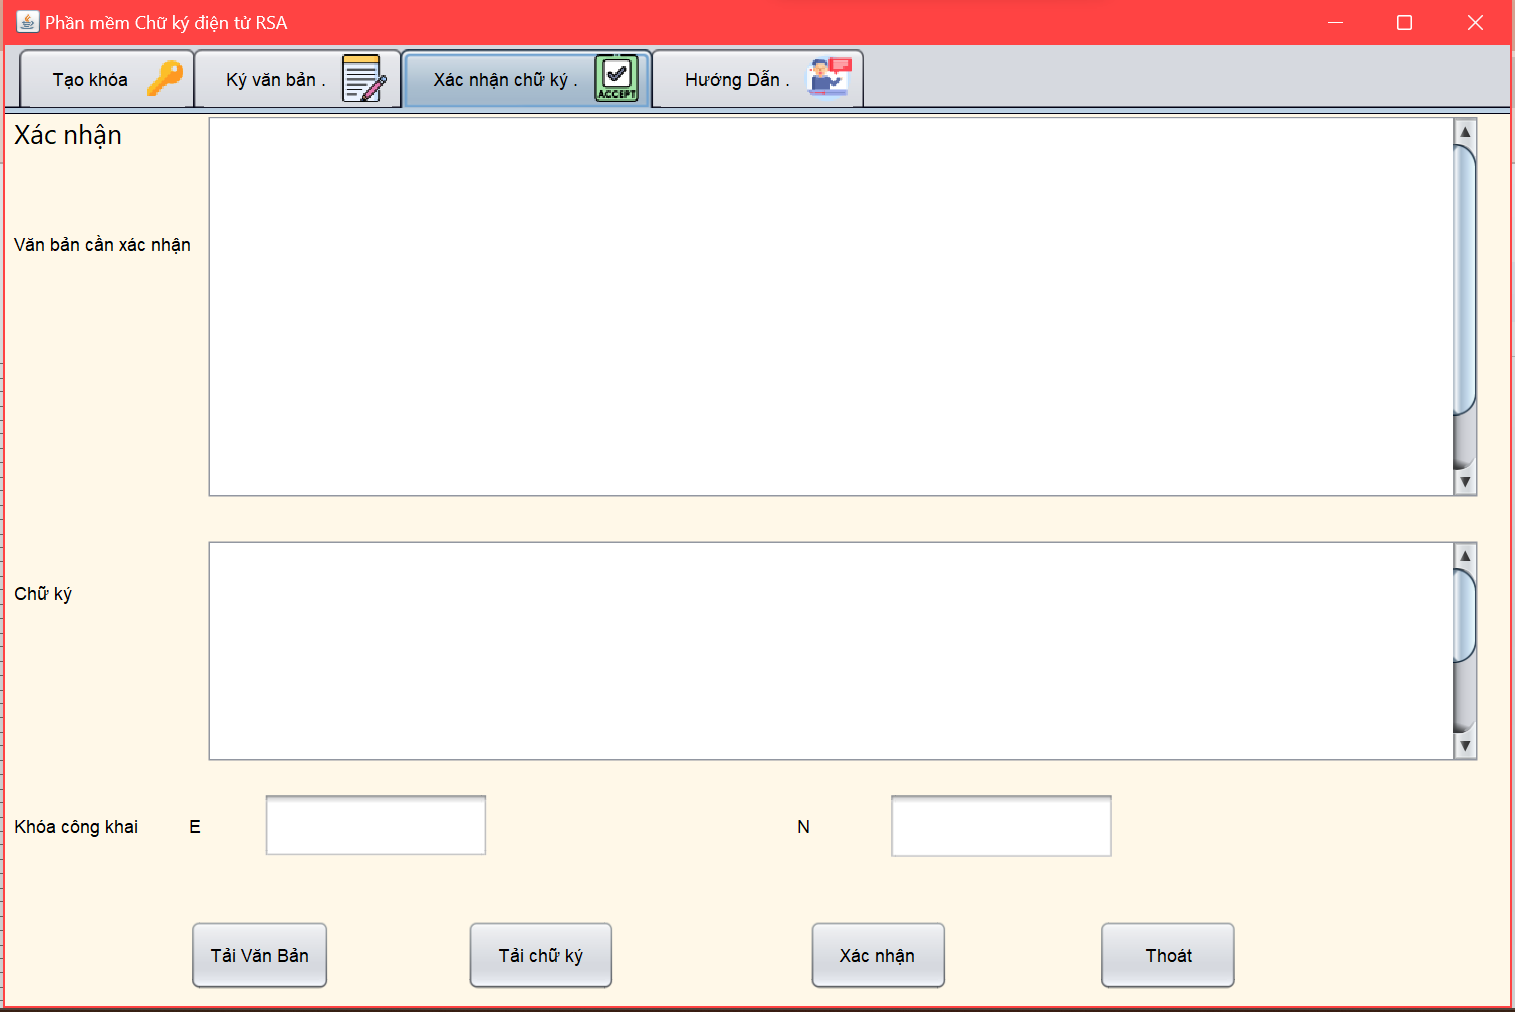 Phần mềm Chữ ký điện tử RSA
Tạo khóa
Ký văn bản .
Xác nhận chữ ký .
ACCEPT
Hướng Dẫn .
Xác nhận
Văn bản cần xác nhận
Chữ ký
Khóa công khai E N
Tải Văn Bản
Tải chữ ký
Xác nhận
Thoát